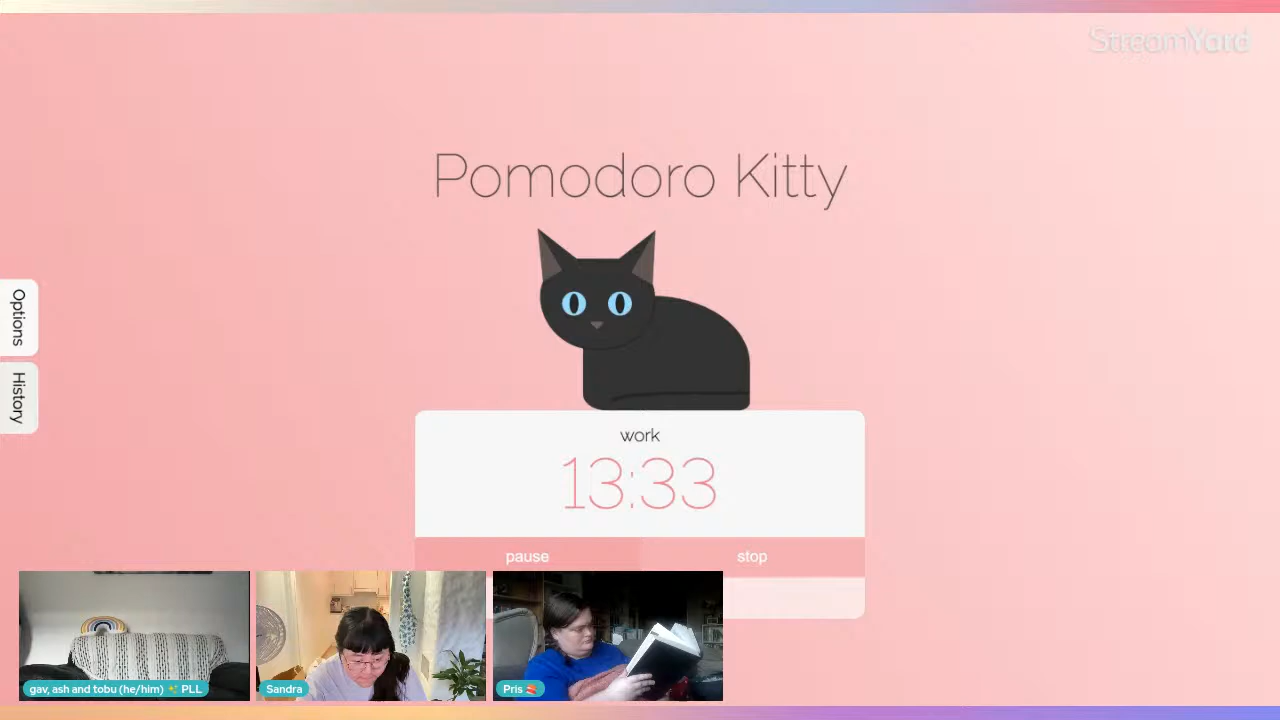 StreamYard
Pomodoro Kitty
Options
History
work
13:33
pause
stop
gav, ash and tobu (he/him) ✨ PLL
Sandra
Pris